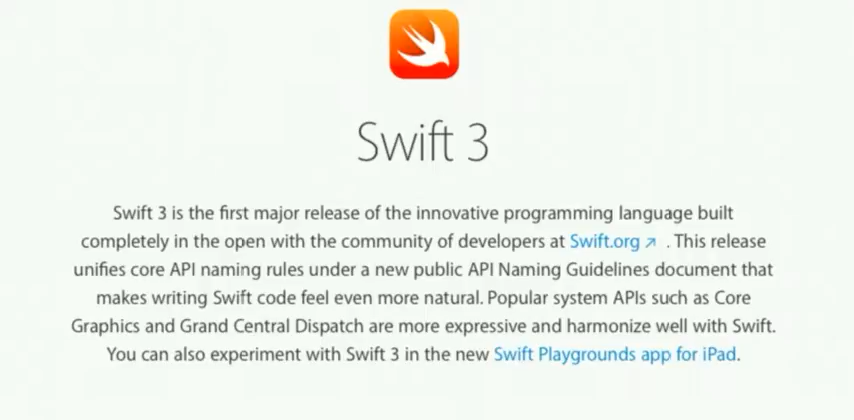 Swift 3
Swift 3 is the first major release of the innovative programming language built
completely in the open with the community of developers at Swift.org ↗ . This release
unifies core API naming rules under a new public API Naming Guidelines document that
makes writing Swift code feel even more natural. Popular system APIs such as Core
Graphics and Grand Central Dispatch are more expressive and harmonize well with Swift.
You can also experiment with Swift 3 in the new Swift Playgrounds app for iPad.